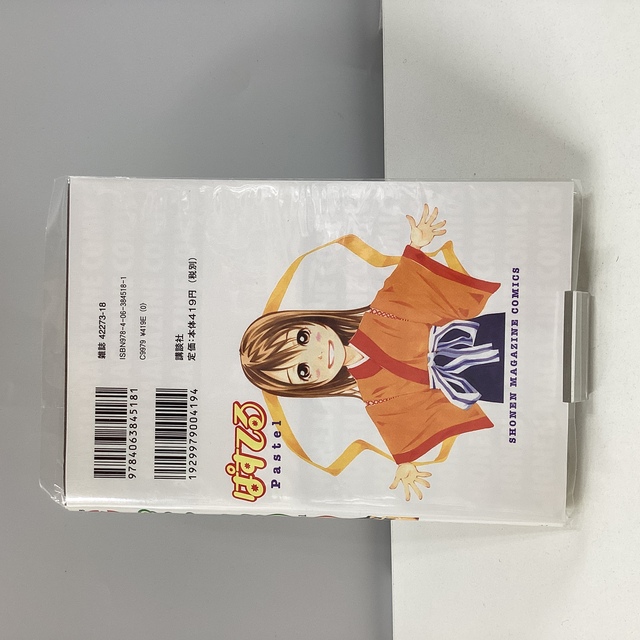 ぱすてる
Pastel
SHONEN MAGAZINE COMICS
雑誌 42273-18
ISBN978-4-06-384518-1
C9979 ¥419E (0)
講談社
定価:本体419円 (税別)
9784063845181
1929979004194